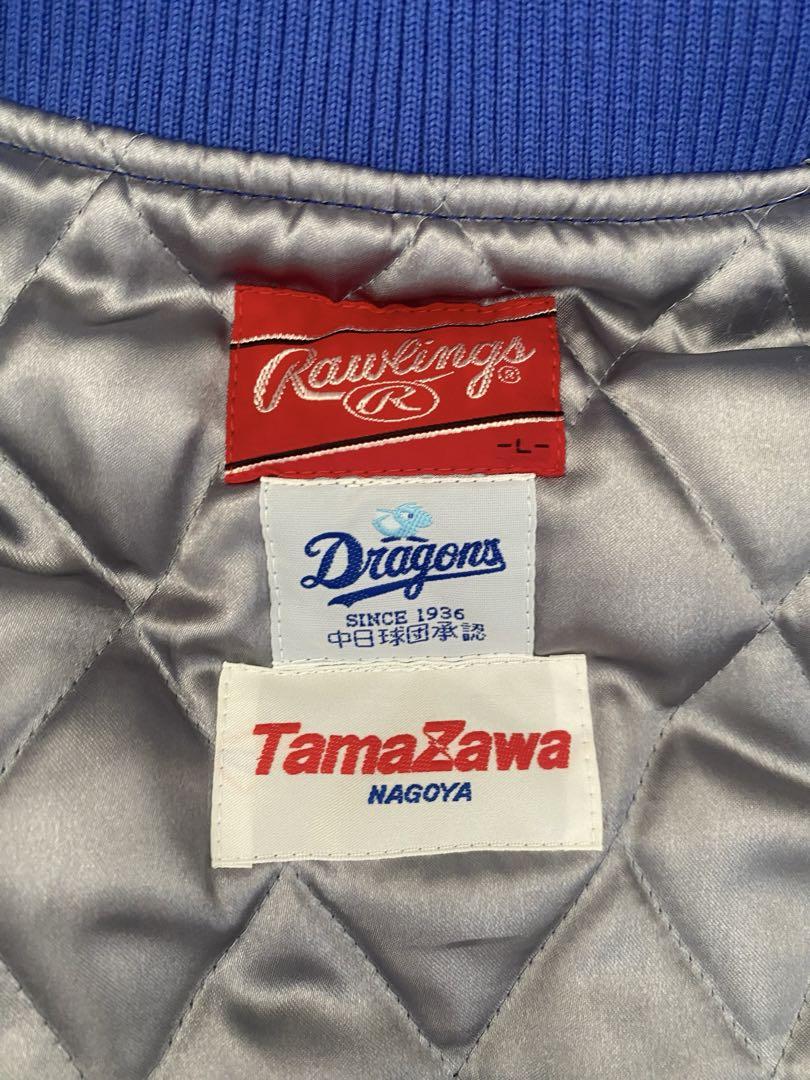 Rawlings®
R
-L-
Dragons
SINCE 1936
中日球団承認
TamaZawa
NAGOYA